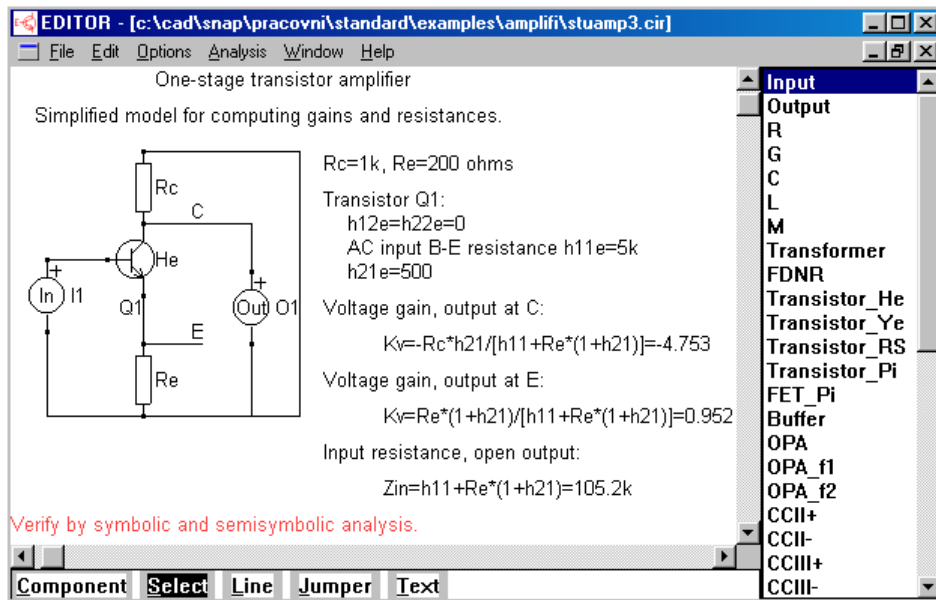 EDITOR - [c:\cad\snap\pracovni\standard\examples\amplifi\stuamp3.cir]
File Edit Options Analysis Window Help
One-stage transistor amplifier
Simplified model for computing gains and resistances.
Rc
C
He
+
In I1
Q1
+
Out O1
E
Re
Rc=1k, Re=200 ohms
Transistor Q1:
h12e=h22e=0
AC input B-E resistance h11e=5k
h21e=500
Voltage gain, output at C:
Kv=-Rc*h21/[h11+Re*(1+h21)]=-4.753
Voltage gain, output at E:
Kv=Re*(1+h21)/[h11+Re*(1+h21)]=0.952
Input resistance, open output:
Zin=h11+Re*(1+h21)=105.2k
Verify by symbolic and semisymbolic analysis.
Input
Output
R
G
C
L
M
Transformer
FDNR
Transistor_He
Transistor_Ye
Transistor_RS
Transistor_Pi
FET_Pi
Buffer
OPA
OPA_f1
OPA_f2
CCII+
CCII-
CCIII+
CCIII-
Component Select Line Jumper Text